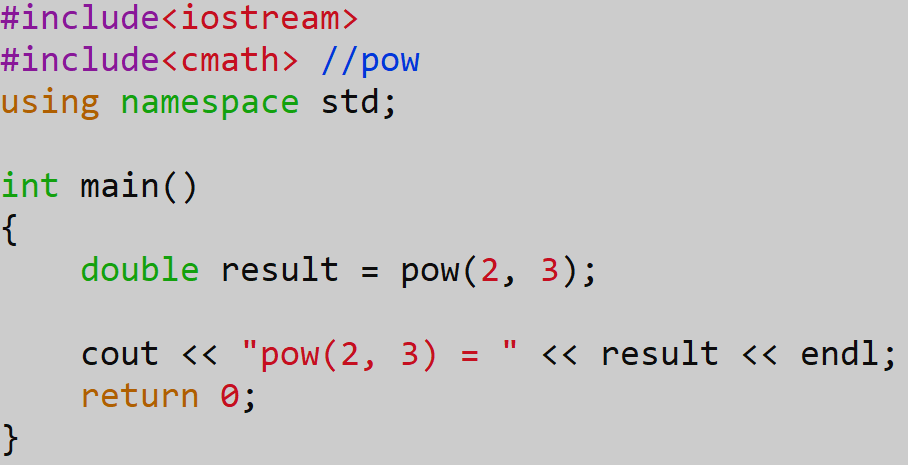 #include<iostream>
#include<cmath> //pow
using namespace std;

int main()
{
    double result = pow(2, 3);

    cout << "pow(2, 3) = " << result << endl;
    return 0;
}